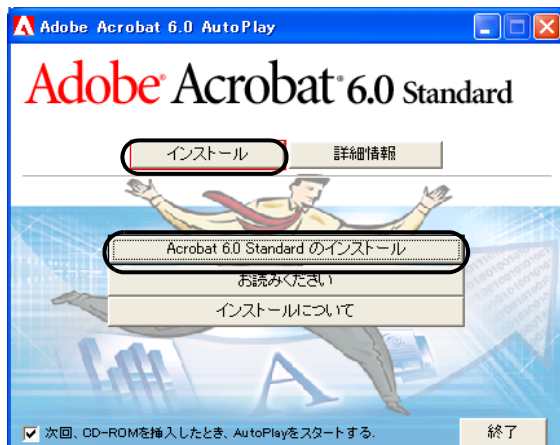 Adobe Acrobat 6.0 AutoPlay
Adobe® Acrobat® 6.0 Standard
インストール 詳細情報
Acrobat 6.0 Standard のインストール
お読みください
インストールについて
次回、CD-ROMを挿入したとき、AutoPlayをスタートする.
終了